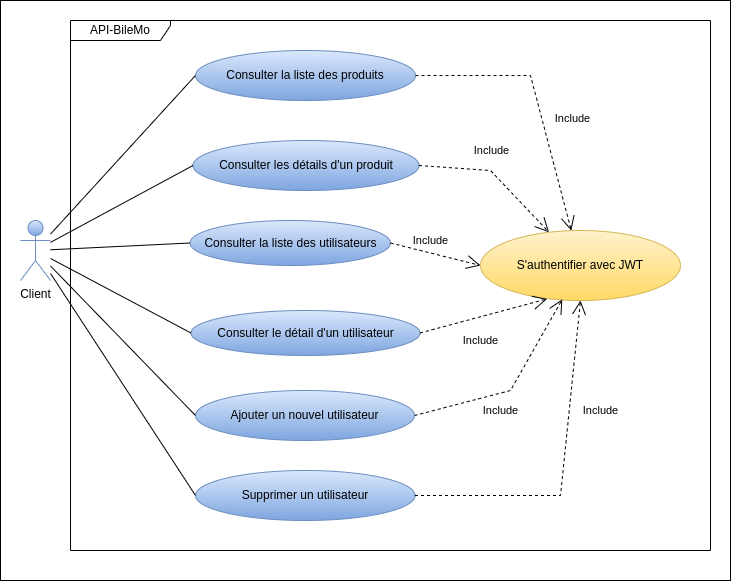 API-BileMo
Consulter la liste des produits
Include
Include
Consulter les détails d'un produit
Consulter la liste des utilisateurs
Include
S'authentifier avec JWT
Client
Consulter le détail d'un utilisateur
Include
Ajouter un nouvel utilisateur
Include
Include
Supprimer un utilisateur